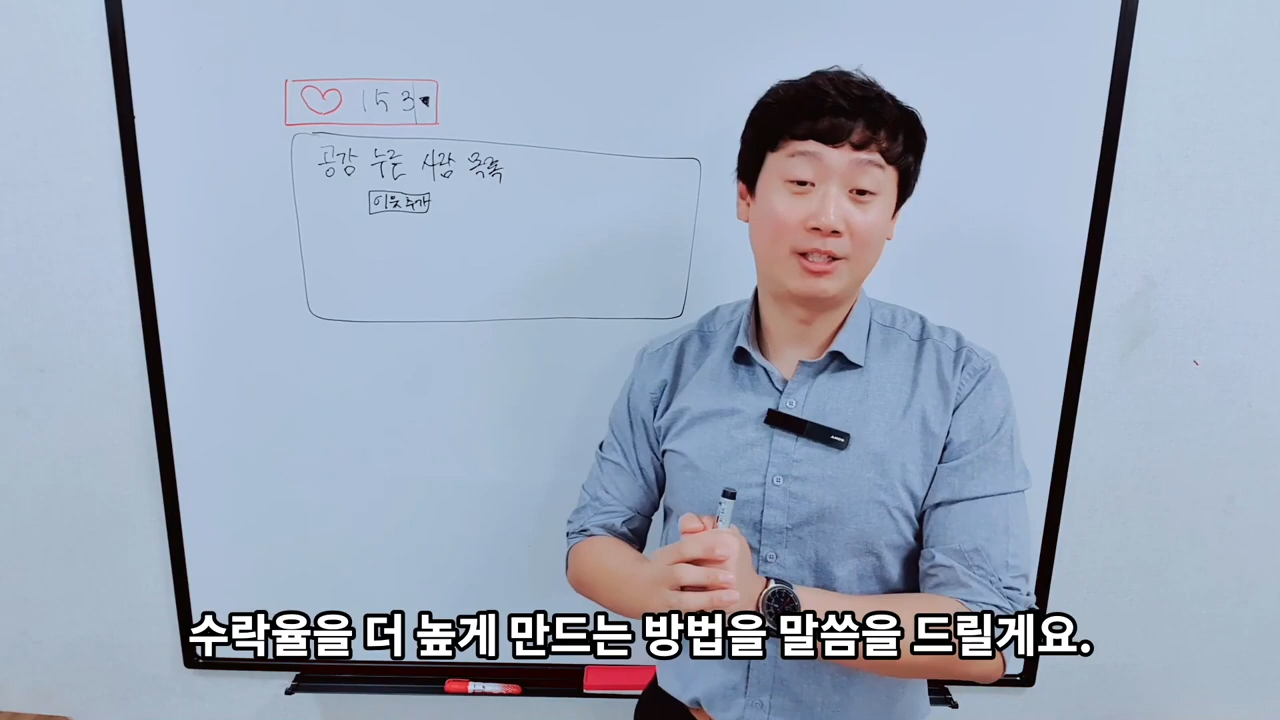 ♡ 153
공감 누른 사람 목록
이웃추가
수락율을 더 높게 만드는 방법을 말씀을 드릴게요.